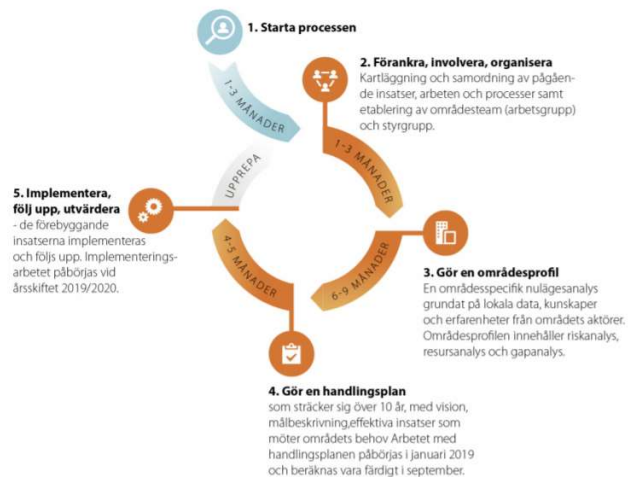 1. Starta processen
1-3 MÅNADER
2. Förankra, involvera, organisera
Kartläggning och samordning av pågåen-
de insatser, arbeten och processer samt
etablering av områdesteam (arbetsgrupp)
och styrgrupp.
1-3 MÅNADER
3. Gör en områdesprofil
En områdesspecifik nulägesanalys
grundat på lokala data, kunskaper
och erfarenheter från områdets aktörer.
Områdesprofilen innehåller riskanalys,
resursanalys och gapanalys.
6-9 MÅNADER
4. Gör en handlingsplan
som sträcker sig över 10 år, med vision,
målbeskrivning,effektiva insatser som
möter områdets behov Arbetet med
handlingsplanen påbörjas i januari 2019
och beräknas vara färdigt i september.
4-5 MÅNADER
5. Implementera,
följ upp, utvärdera
- de förebyggande
insatserna implementeras
och följs upp. Implementerings-
arbetet påbörjas vid
årsskiftet 2019/2020.
UPPREPA